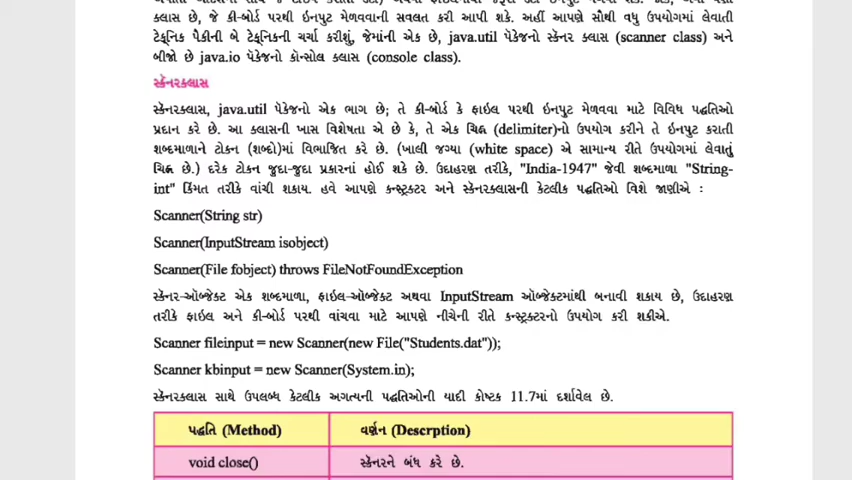 ક્લાસ છે, જે કી-બોર્ડ પરથી ઇનપુટ મેળવવાની સવલત કરી આપી શકે. અહીં આપણે સૌથી વધુ ઉપયોગમાં લેવાતી
ટેક્નિક પૈકીની બે ટેક્નિકની ચર્ચા કરીશું, જેમાંની એક છે, java.util પૅકેજનો સ્કૅનર ક્લાસ (scanner class) અને
બીજો છે java.io પૅકેજનો કૉન્સોલ ક્લાસ (console class).
સ્કૅનરક્લાસ
સ્કૅનરક્લાસ, java.util પૅકેજનો એક ભાગ છે; તે કી-બોર્ડ કે ફાઇલ પરથી ઇનપુટ મેળવવા માટે વિવિધ પદ્ધતિઓ
પ્રદાન કરે છે. આ ક્લાસની ખાસ વિશેષતા એ છે કે, તે એક ચિહ્ન (delimiter)નો ઉપયોગ કરીને તે ઇનપુટ કરાતી
શબ્દમાળાને ટોકન (શબ્દો)માં વિભાજિત કરે છે. (ખાલી જગ્યા (white space) એ સામાન્ય રીતે ઉપયોગમાં લેવાતું
ચિહ્ન છે.) દરેક ટોકન જુદા-જુદા પ્રકારનાં હોઈ શકે છે. ઉદાહરણ તરીકે, "India-1947" જેવી શબ્દમાળા "String-
int" કિંમત તરીકે વાંચી શકાય. હવે આપણે કન્સ્ટ્રક્ટર અને સ્કૅનરક્લાસની કેટલીક પદ્ધતિઓ વિશે જાણીએ :
Scanner(String str)
Scanner(InputStream isobject)
Scanner(File fobject) throws FileNotFoundException
સ્કૅનર-ઑબ્જેક્ટ એક શબ્દમાળા, ફાઇલ-ઑબ્જેક્ટ અથવા InputStream ઑબ્જેક્ટમાંથી બનાવી શકાય છે, ઉદાહરણ
તરીકે ફાઇલ અને કી-બોર્ડ પરથી વાંચવા માટે આપણે નીચેની રીતે કન્સ્ટ્રક્ટરનો ઉપયોગ કરી શકીએ.
Scanner fileinput = new Scanner(new File("Students.dat"));
Scanner kbinput = new Scanner(System.in);
સ્કૅનરક્લાસ સાથે ઉપલબ્ધ કેટલીક અગત્યની પદ્ધતિઓની યાદી કોષ્ટક 11.7માં દર્શાવેલ છે.
પદ્ધતિ (Method) વર્ણન (Descrption)
void close() સ્કૅનરને બંધ કરે છે.